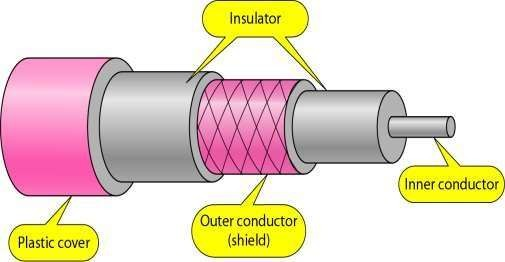 Insulator
Inner conductor
Outer conductor
(shield)
Plastic cover